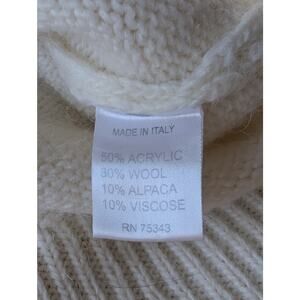 MADE IN ITALY
50% ACRYLIC
30% WOOL
10% ALPACA
10% VISCOSE
RN 75343